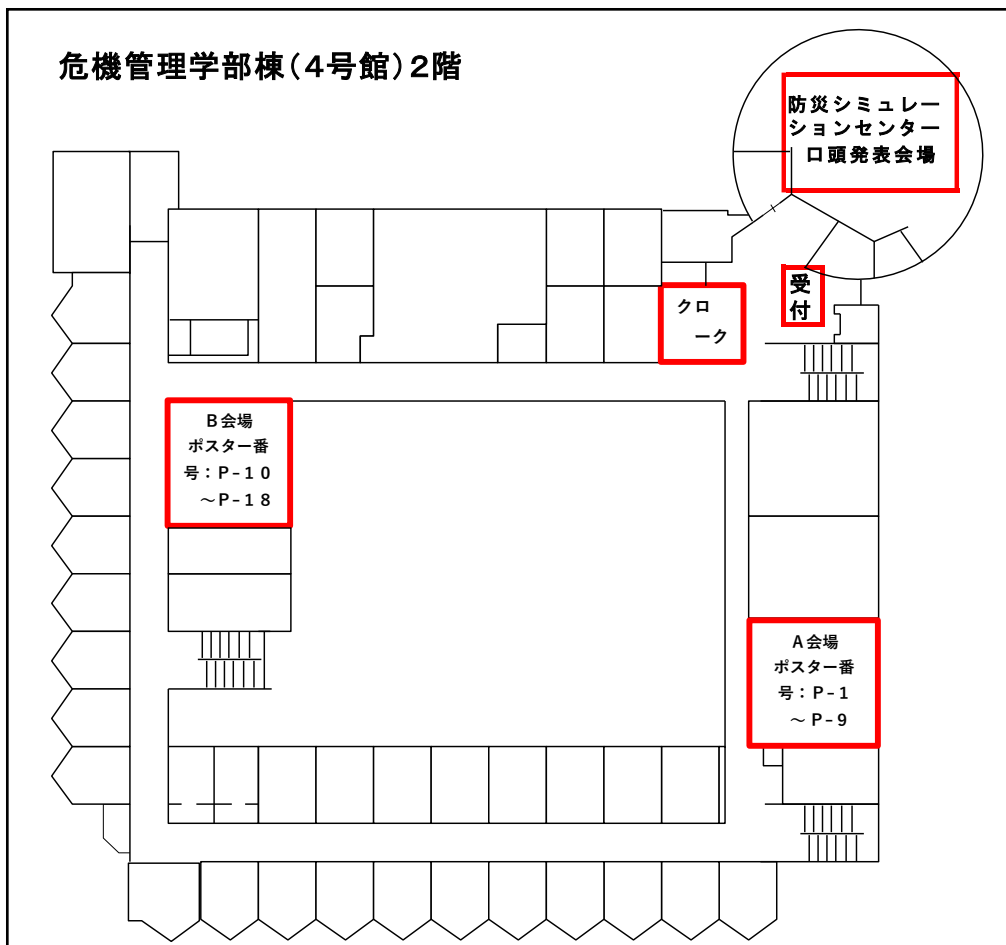 危機管理学部棟(4号館)2階
防災シミュレー
ションセンター
口頭発表会場
受
付
クロ
ーク
B会場
ポスター番
号：P-10
～P-18
A会場
ポスター番
号：P-1
～P-9